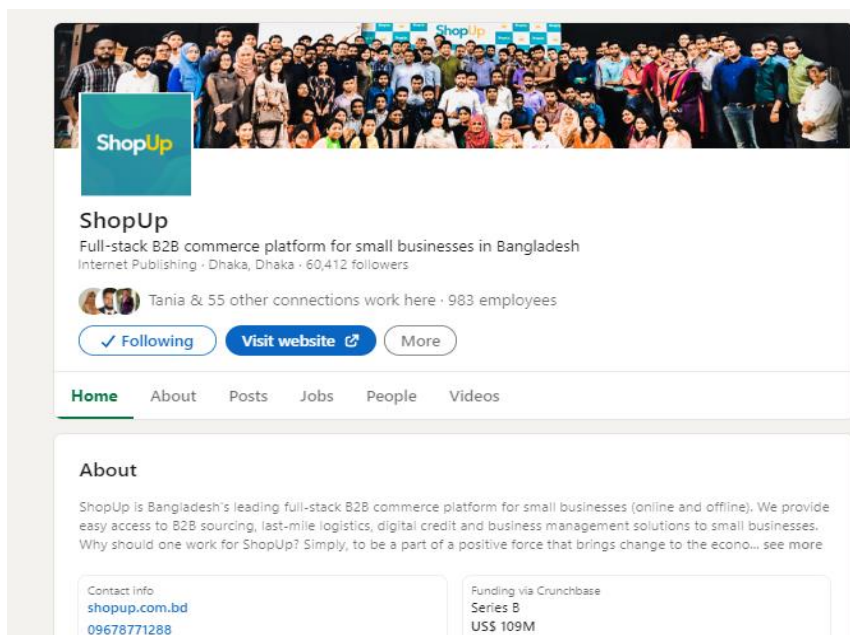 ShopUp
ShopUp
ShopUp
Full-stack B2B commerce platform for small businesses in Bangladesh
Internet Publishing · Dhaka, Dhaka · 60,412 followers
Tania & 55 other connections work here · 983 employees
✓ Following
Visit website
More
Home About Posts Jobs People Videos
About
ShopUp is Bangladesh's leading full-stack B2B commerce platform for small businesses (online and offline). We provide
easy access to B2B sourcing, last-mile logistics, digital credit and business management solutions to small businesses.
Why should one work for ShopUp? Simply, to be a part of a positive force that brings change to the econo... see more
Contact info
shopup.com.bd
09678771288
Funding via Crunchbase
Series B
US$ 109M